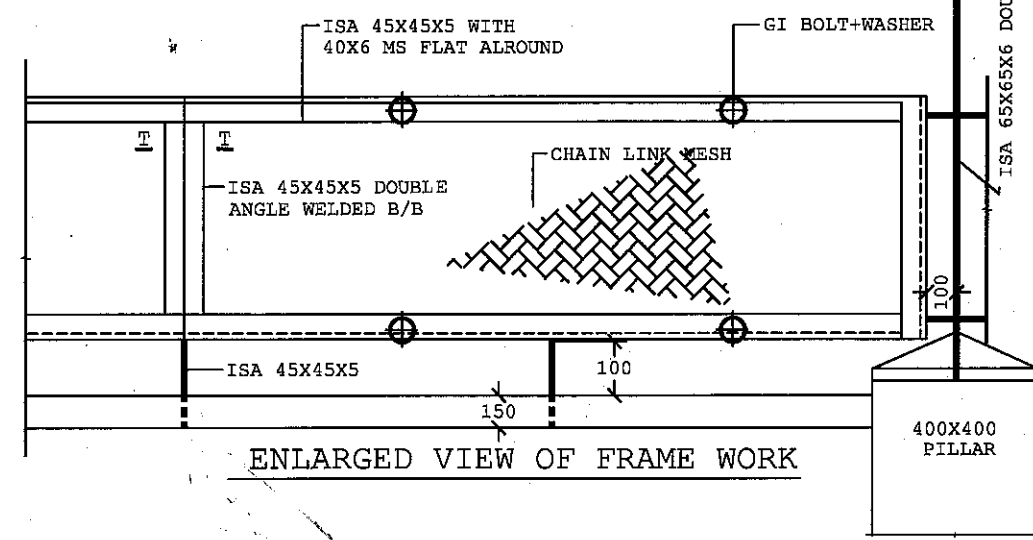 ISA 45X45X5 WITH
40X6 MS FLAT ALROUND
GI BOLT+WASHER
ISA 65X65X6 DOU
T
T
CHAIN LINK MESH
ISA 45X45X5 DOUBLE
ANGLE WELDED B/B
100
ISA 45X45X5
100
150
400X400
PILLAR
ENLARGED VIEW OF FRAME WORK